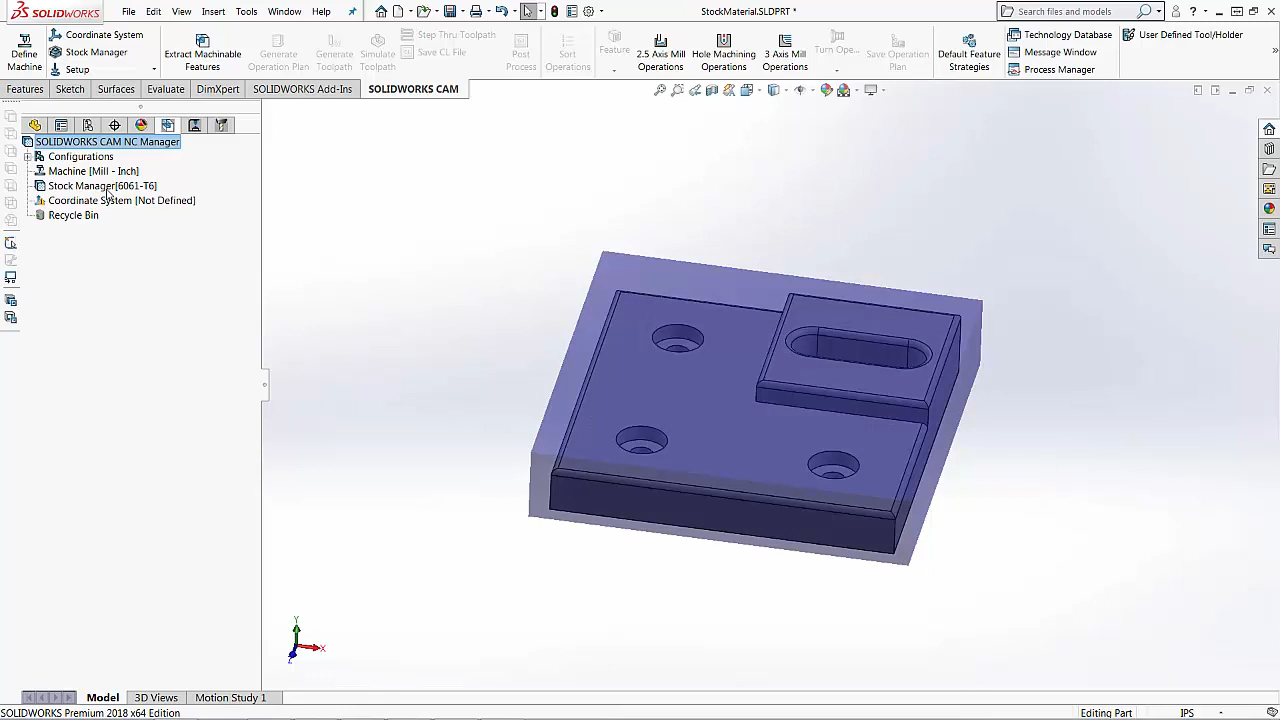 SOLIDWORKS File Edit View Insert Tools Window Help StockMaterial.SLDPRT * Search files and models
Define Machine
Coordinate System
Stock Manager
Setup
Extract Machinable Features
Generate Operation Plan
Generate Toolpath
Simulate Toolpath
Step Thru Toolpath
Save CL File
Post Process
Sort Operations
Feature
2.5 Axis Mill Operations
Hole Machining Operations
3 Axis Mill Operations
Turn Ope...
Save Operation Plan
Default Feature Strategies
Technology Database
Message Window
Process Manager
User Defined Tool/Holder
Features Sketch Surfaces Evaluate DimXpert SOLIDWORKS Add-Ins SOLIDWORKS CAM
SOLIDWORKS CAM NC Manager
Configurations
Machine [Mill - Inch]
Stock Manager[6061-T6]
Coordinate System [Not Defined]
Recycle Bin
Y
X
Z
Model 3D Views Motion Study 1
SOLIDWORKS Premium 2018 x64 Edition Editing Part IPS